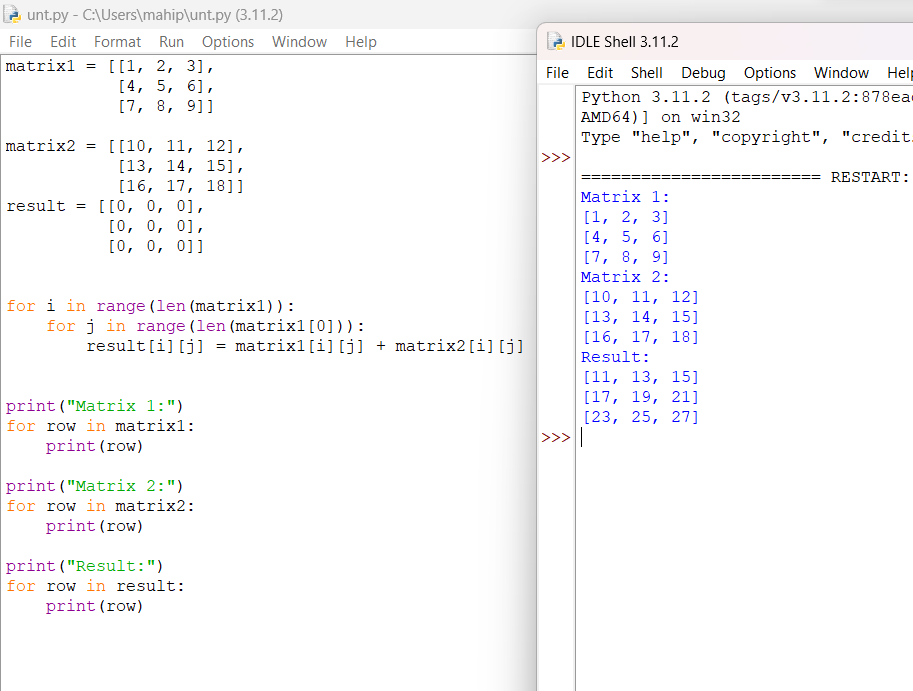 unt.py - C:\Users\mahip\unt.py (3.11.2)
File Edit Format Run Options Window Help
matrix1 = [[1, 2, 3],
           [4, 5, 6],
           [7, 8, 9]]

matrix2 = [[10, 11, 12],
           [13, 14, 15],
           [16, 17, 18]]
result = [[0, 0, 0],
          [0, 0, 0],
          [0, 0, 0]]


for i in range(len(matrix1)):
    for j in range(len(matrix1[0])):
        result[i][j] = matrix1[i][j] + matrix2[i][j]


print("Matrix 1:")
for row in matrix1:
    print(row)

print("Matrix 2:")
for row in matrix2:
    print(row)

print("Result:")
for row in result:
    print(row)
IDLE Shell 3.11.2
File Edit Shell Debug Options Window Help
Python 3.11.2 (tags/v3.11.2:878ea
AMD64)] on win32
Type "help", "copyright", "credit
>>>
======================== RESTART:
Matrix 1:
[1, 2, 3]
[4, 5, 6]
[7, 8, 9]
Matrix 2:
[10, 11, 12]
[13, 14, 15]
[16, 17, 18]
Result:
[11, 13, 15]
[17, 19, 21]
[23, 25, 27]
>>>